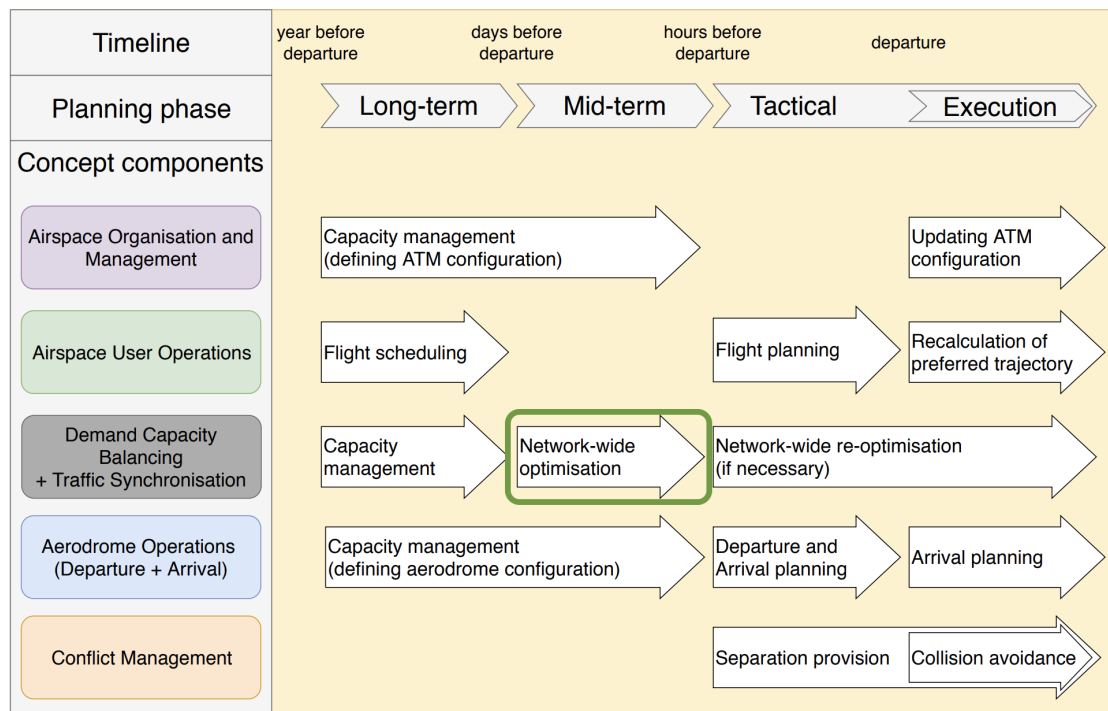 Timeline
year before
departure
days before
departure
hours before
departure
departure
Planning phase
Long-term
Mid-term
Tactical
Execution
Concept components
Airspace Organisation and
Management
Capacity management
(defining ATM configuration)
Updating ATM
configuration
Airspace User Operations
Flight scheduling
Flight planning
Recalculation of
preferred trajectory
Demand Capacity
Balancing
+ Traffic Synchronisation
Capacity
management
Network-wide
optimisation
Network-wide re-optimisation
(if necessary)
Aerodrome Operations
(Departure + Arrival)
Capacity management
(defining aerodrome configuration)
Departure and
Arrival planning
Arrival planning
Conflict Management
Separation provision
Collision avoidance